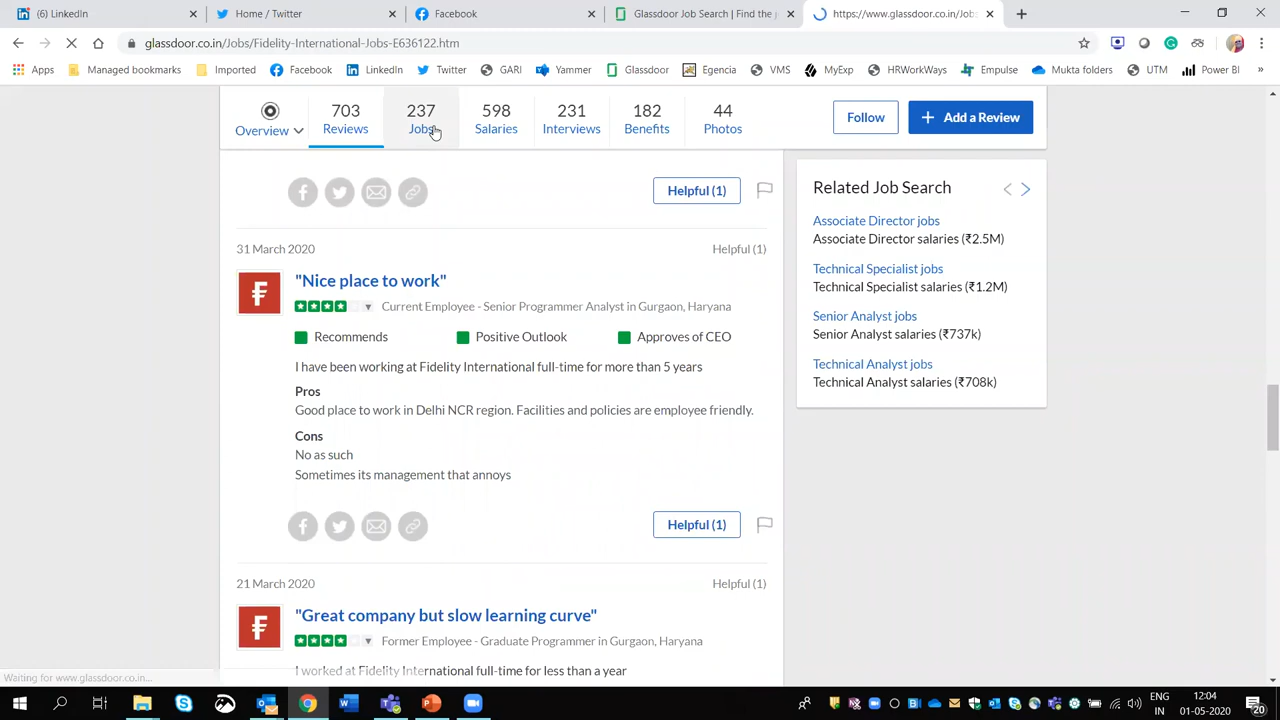 (6) LinkedIn
Home / Twitter
Facebook
Glassdoor Job Search | Find the j
https://www.glassdoor.co.in/Jobs
glassdoor.co.in/Jobs/Fidelity-International-Jobs-E636122.htm
Apps Managed bookmarks Imported Facebook LinkedIn Twitter GARI Yammer Glassdoor Egencia VMS MyExp HRWorkWays Empulse Mukta folders UTM Power BI »
Overview
703
Reviews
237
Jobs
598
Salaries
231
Interviews
182
Benefits
44
Photos
Follow
+ Add a Review
Helpful (1)
31 March 2020
Helpful (1)
"Nice place to work"
Current Employee - Senior Programmer Analyst in Gurgaon, Haryana
Recommends Positive Outlook Approves of CEO
I have been working at Fidelity International full-time for more than 5 years
Pros
Good place to work in Delhi NCR region. Facilities and policies are employee friendly.
Cons
No as such
Sometimes its management that annoys
Helpful (1)
21 March 2020
Helpful (1)
"Great company but slow learning curve"
Former Employee - Graduate Programmer in Gurgaon, Haryana
I worked at Fidelity International full-time for less than a year
Related Job Search
Associate Director jobs
Associate Director salaries (₹2.5M)
Technical Specialist jobs
Technical Specialist salaries (₹1.2M)
Senior Analyst jobs
Senior Analyst salaries (₹737k)
Technical Analyst jobs
Technical Analyst salaries (₹708k)
Waiting for www.glassdoor.co.in...
ENG
IN
12:04
01-05-2020
20